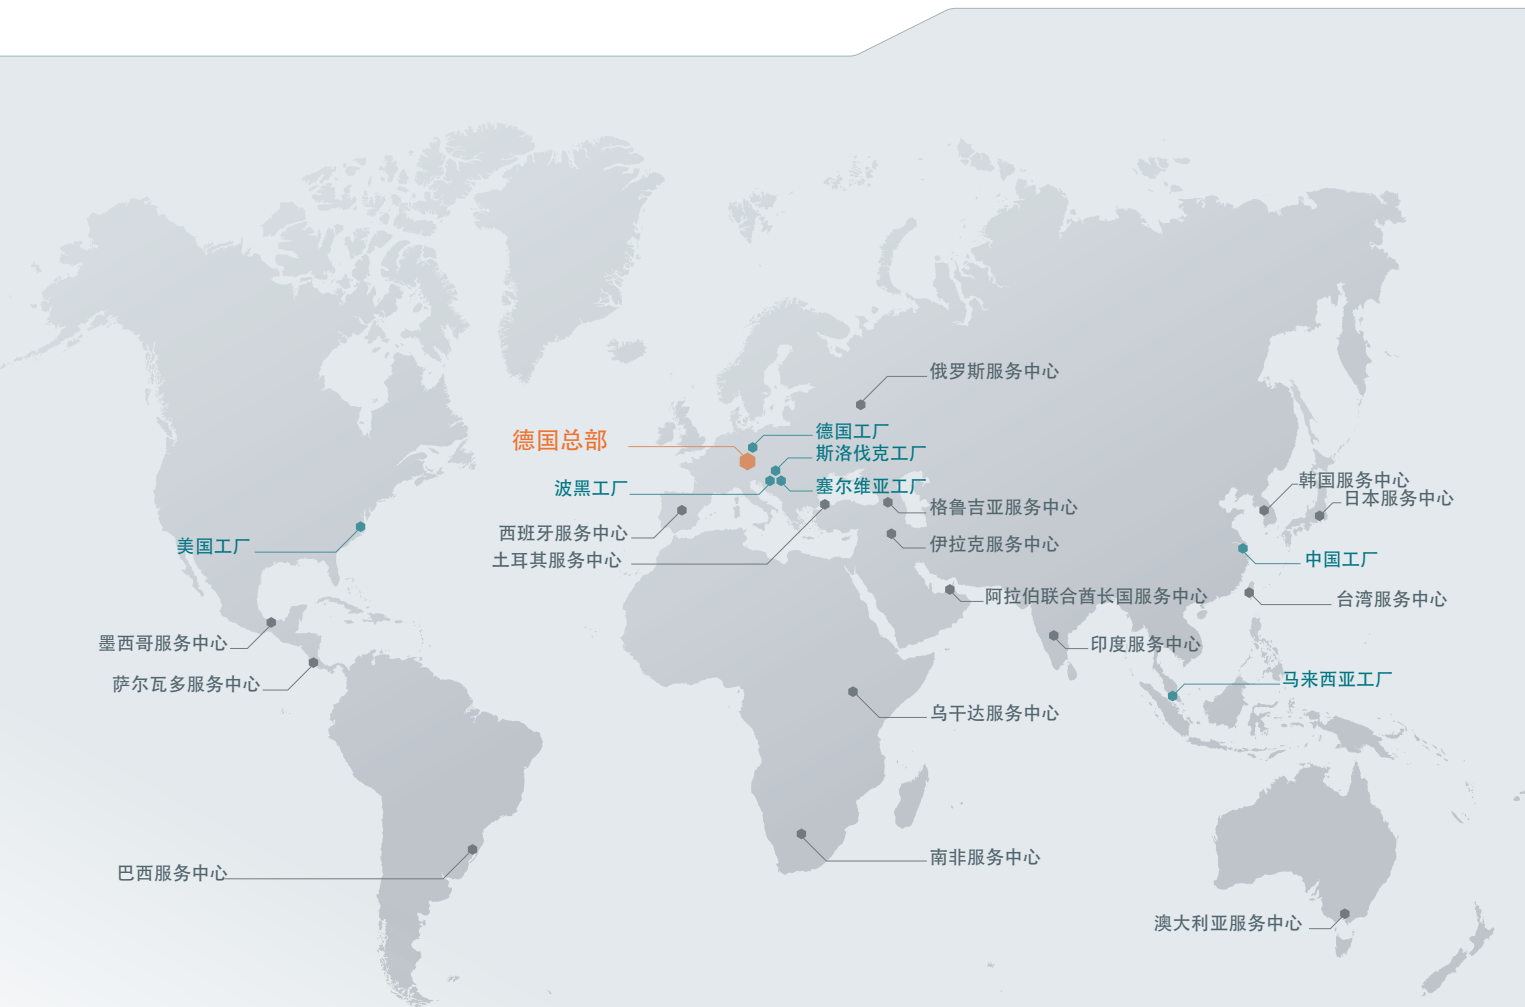 俄罗斯服务中心
德国总部
德国工厂
斯洛伐克工厂
波黑工厂
塞尔维亚工厂
韩国服务中心
日本服务中心
格鲁吉亚服务中心
西班牙服务中心
伊拉克服务中心
美国工厂
土耳其服务中心
中国工厂
阿拉伯联合酋长国服务中心
台湾服务中心
墨西哥服务中心
印度服务中心
萨尔瓦多服务中心
马来西亚工厂
乌干达服务中心
南非服务中心
巴西服务中心
澳大利亚服务中心